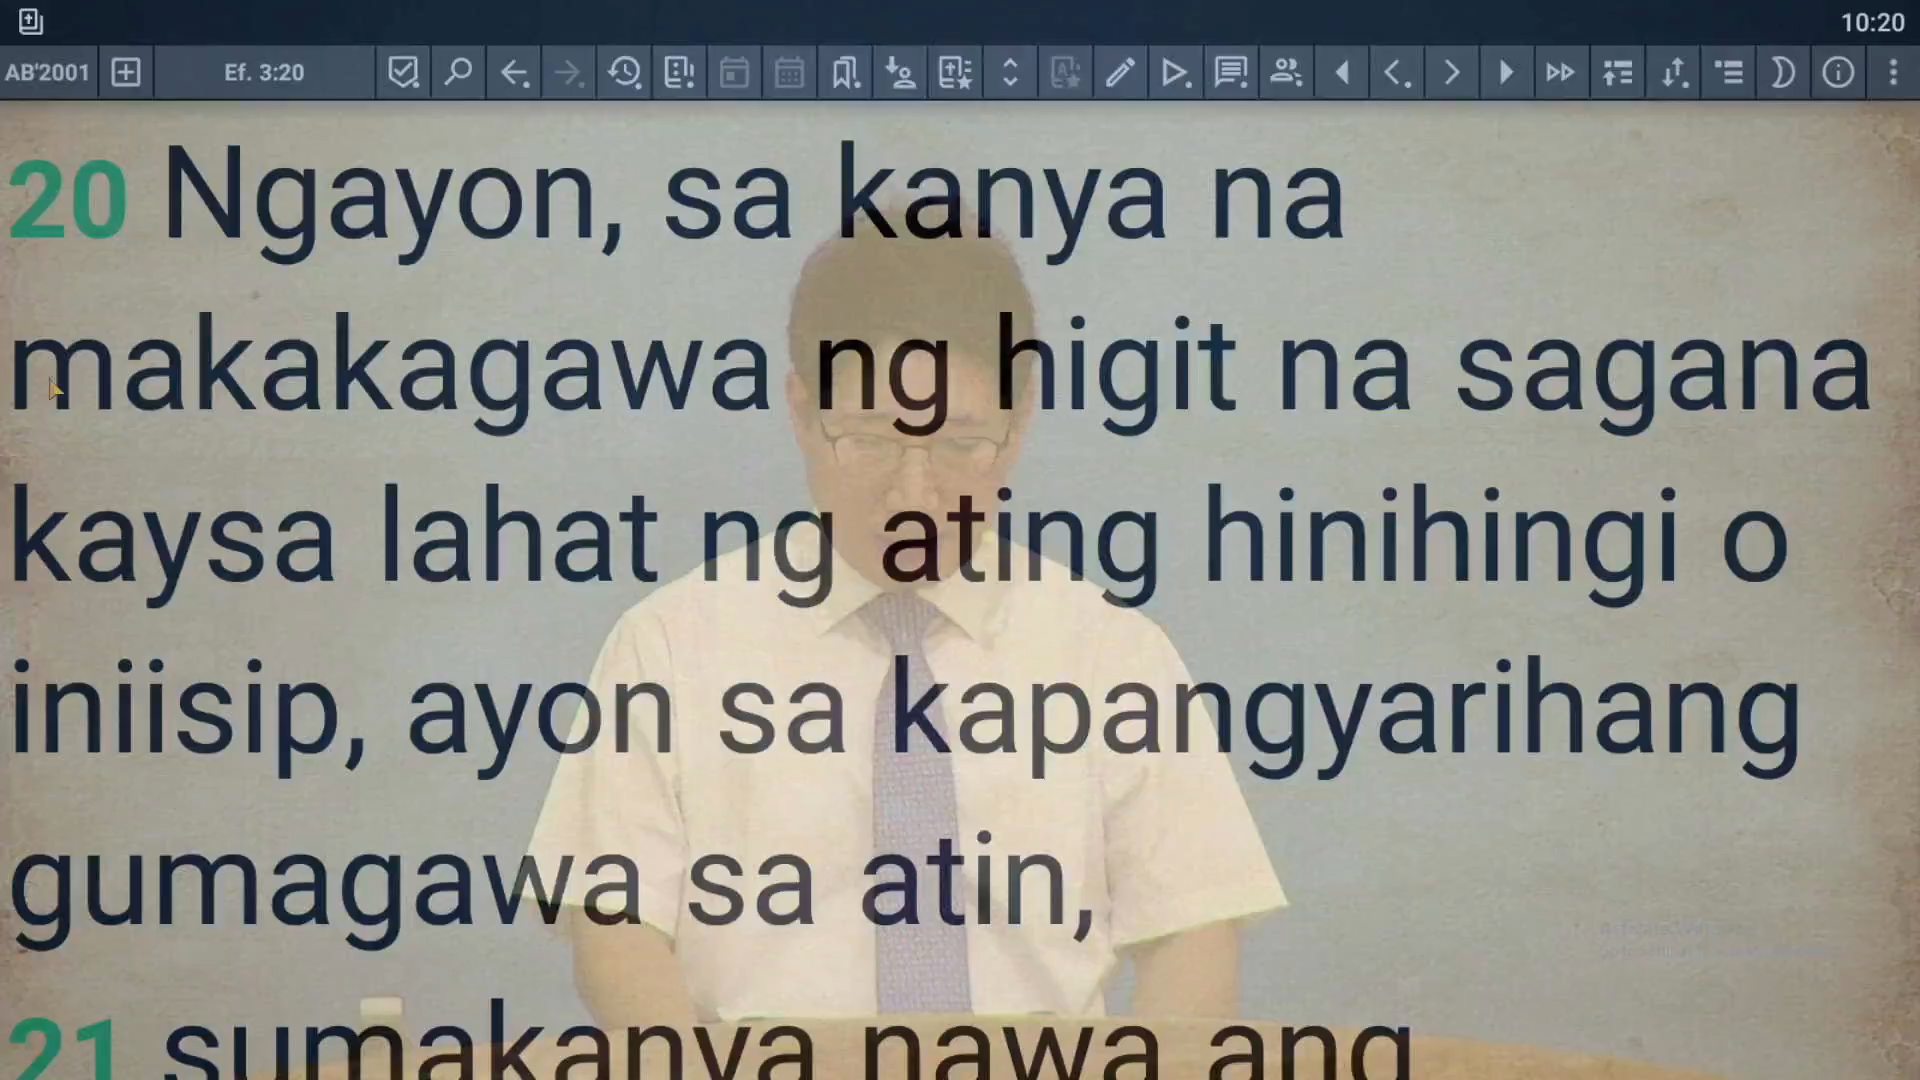 10:20
AB'2001 Ef. 3:20
20 Ngayon, sa kanya na
makakagawa ng higit na sagana
kaysa lahat ng ating hinihingi o
iniisip, ayon sa kapangyarihang
gumagawa sa atin,
21 sumakanya nawa ang